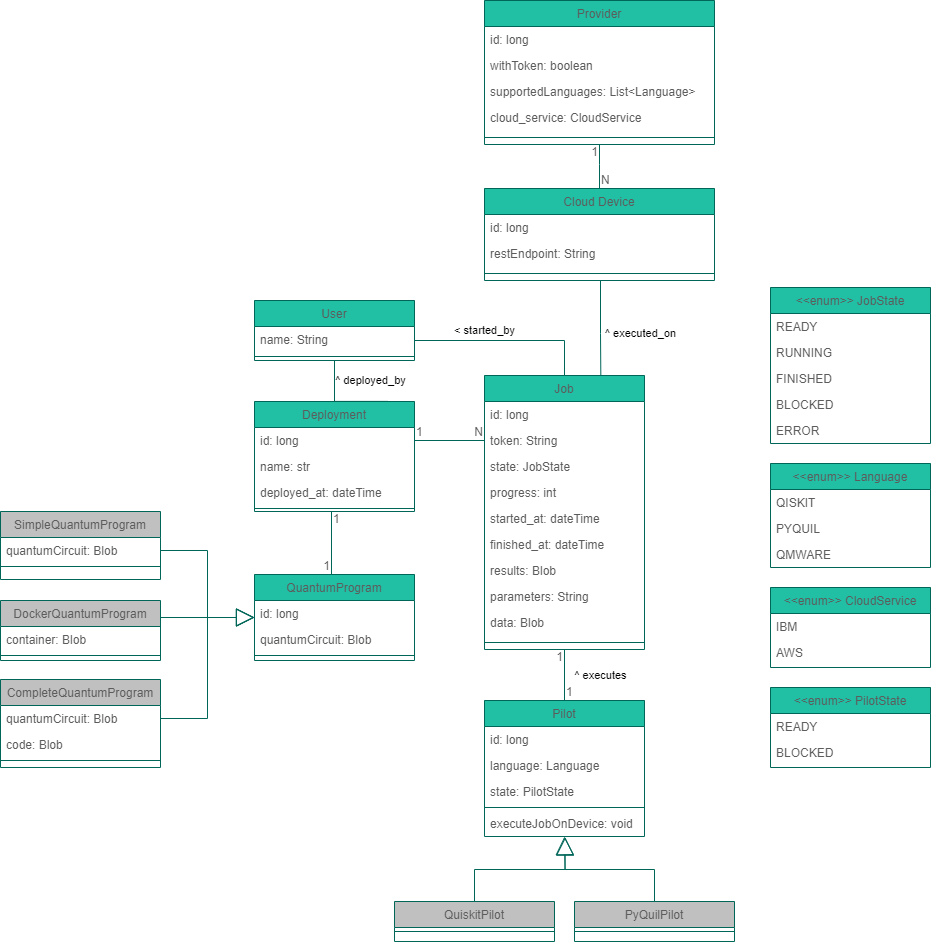 Provider
id: long
withToken: boolean
supportedLanguages: List<Language>
cloud_service: CloudService
1
N
Cloud Device
id: long
restEndpoint: String
^ executed_on
< started_by
User
name: String
^ deployed_by
Deployment
id: long
name: str
deployed_at: dateTime
1
N
1
1
Job
id: long
token: String
state: JobState
progress: int
started_at: dateTime
finished_at: dateTime
results: Blob
parameters: String
data: Blob
SimpleQuantumProgram
quantumCircuit: Blob
DockerQuantumProgram
container: Blob
CompleteQuantumProgram
quantumCircuit: Blob
code: Blob
QuantumProgram
id: long
quantumCircuit: Blob
1
^ executes
1
Pilot
id: long
language: Language
state: PilotState
executeJobOnDevice: void
QuiskitPilot
PyQuilPilot
<<enum>> JobState
READY
RUNNING
FINISHED
BLOCKED
ERROR
<<enum>> Language
QISKIT
PYQUIL
QMWARE
<<enum>> CloudService
IBM
AWS
<<enum>> PilotState
READY
BLOCKED